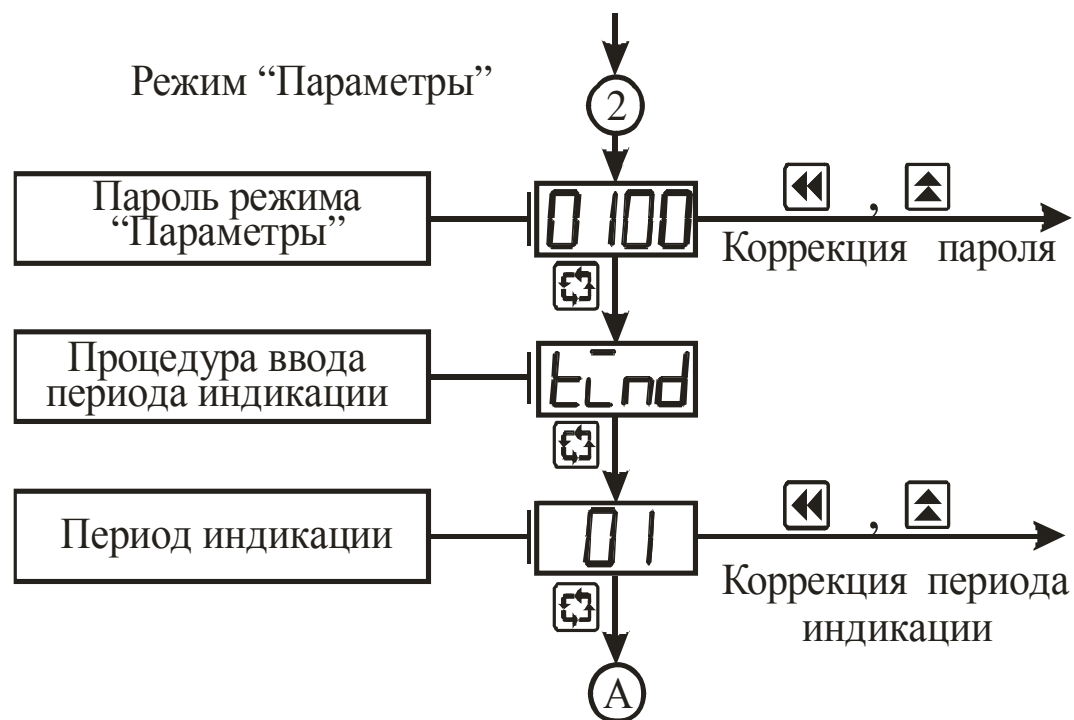 Режим “Параметры”
2
Пароль режима
“Параметры”
0100
,
Коррекция пароля
Процедура ввода
периода индикации
Период индикации
01
,
Коррекция периода
индикации
А